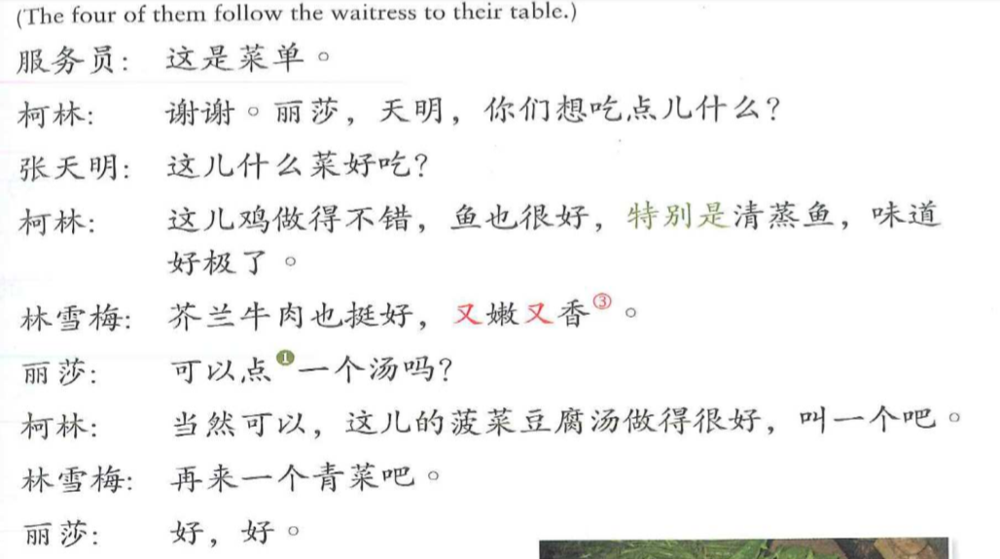 (The four of them follow the waitress to their table.)
服务员: 这是菜单。
柯林: 谢谢。丽莎，天明，你们想吃点儿什么?
张天明: 这儿什么菜好吃?
柯林: 这儿鸡做得不错，鱼也很好，特别是清蒸鱼，味道
好极了。
林雪梅: 芥兰牛肉也挺好，又嫩又香③。
丽莎: 可以点❶一个汤吗?
柯林: 当然可以，这儿的菠菜豆腐汤做得很好，叫一个吧。
林雪梅: 再来一个青菜吧。
丽莎: 好，好。